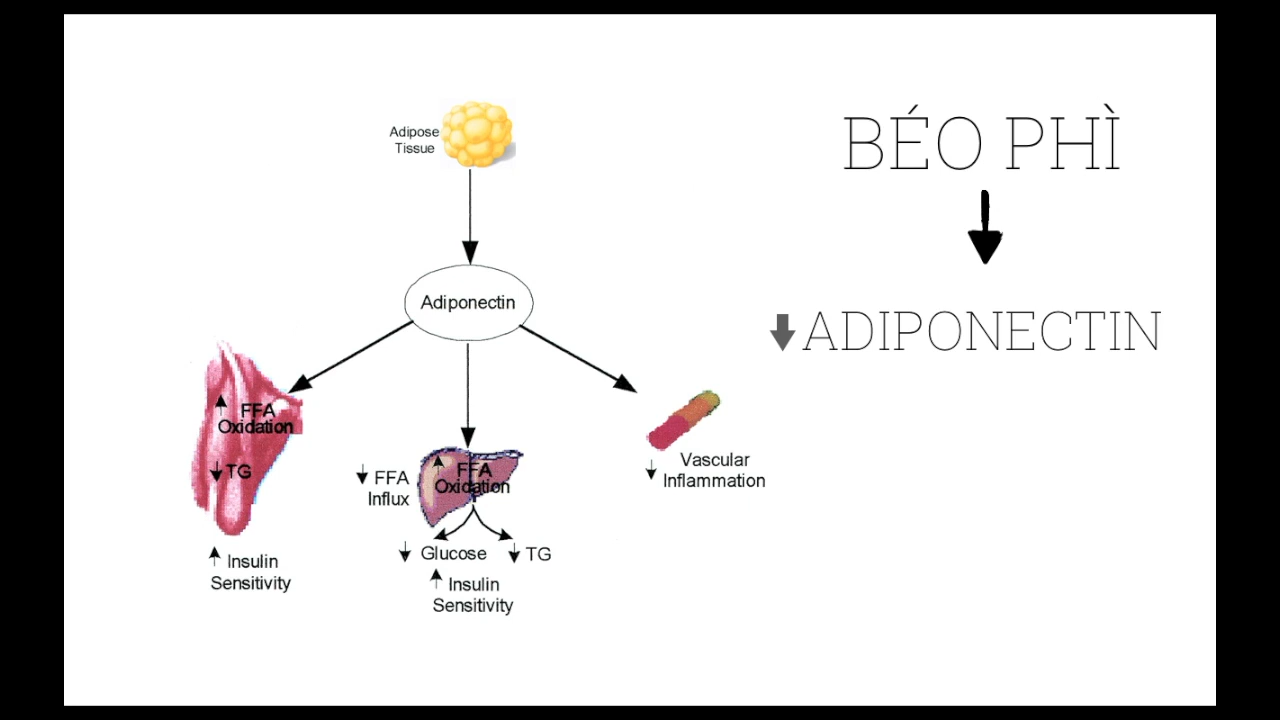 Adipose
Tissue
Adiponectin
FFA
Oxidation
TG
Insulin
Sensitivity
FFA
Influx
FFA
Oxidation
Glucose
TG
Insulin
Sensitivity
Vascular
Inflammation
BÉO PHÌ
ADIPONECTIN